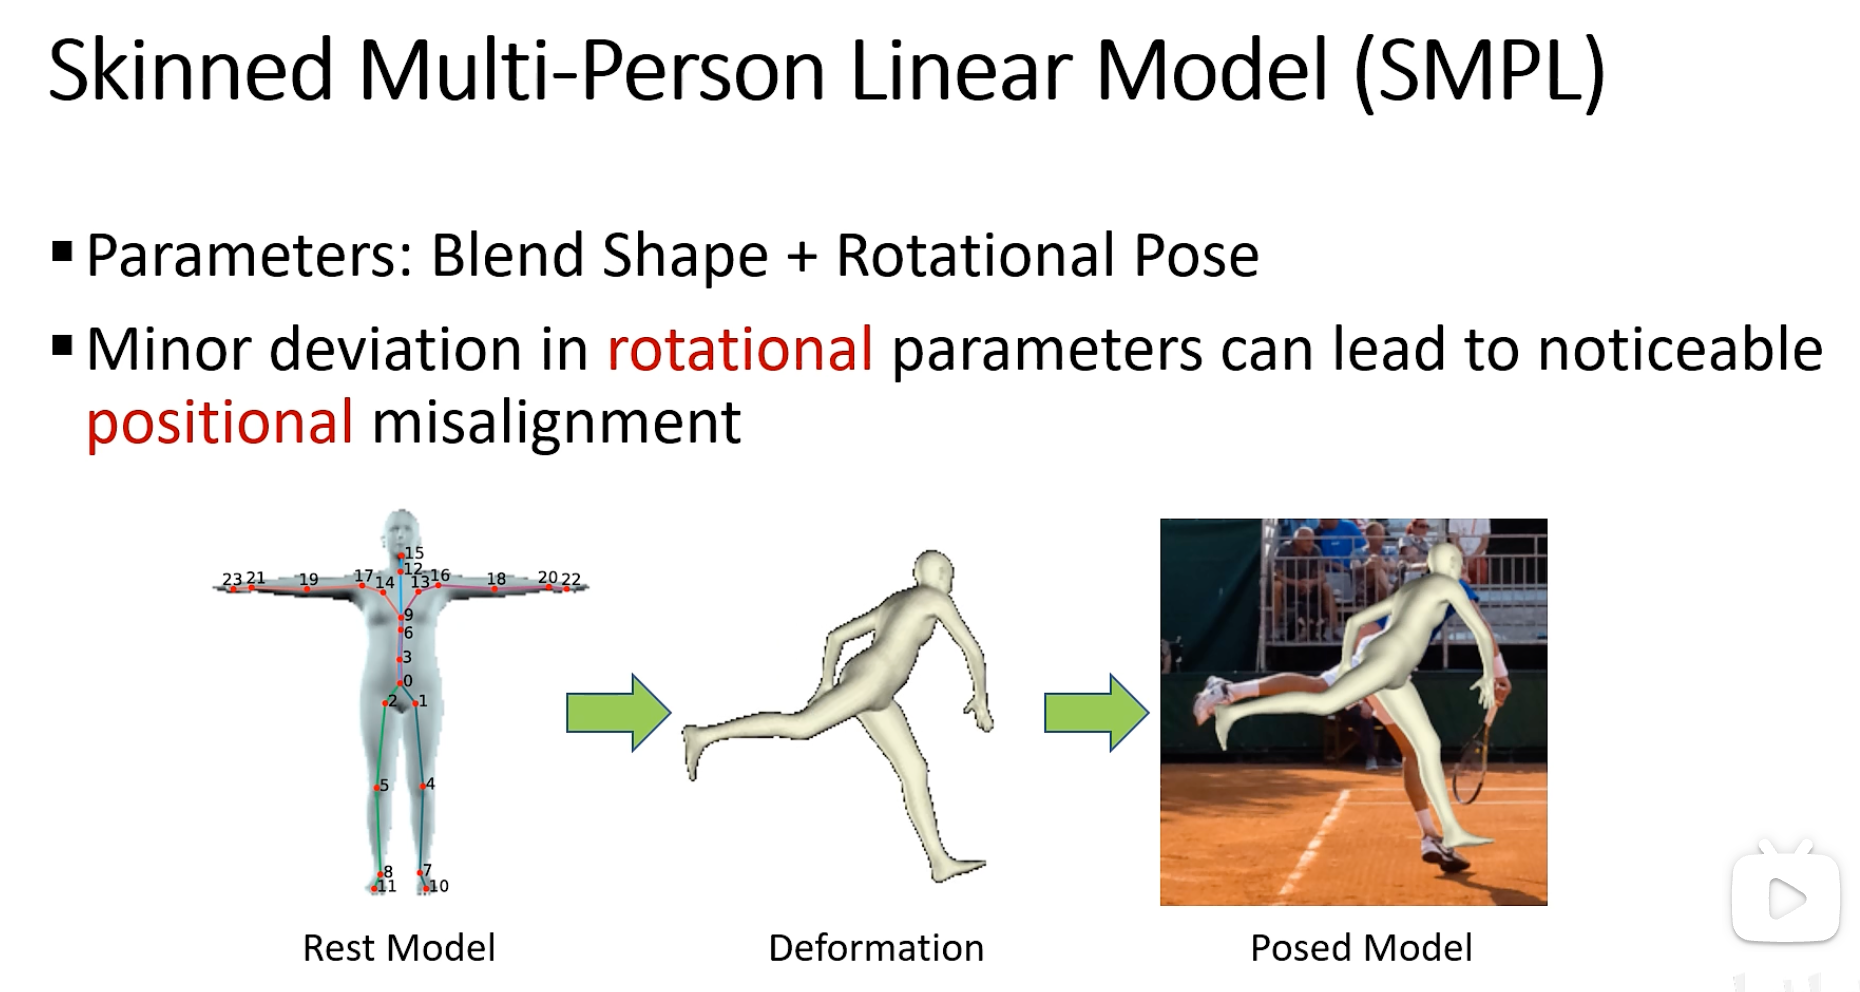 Skinned Multi-Person Linear Model (SMPL)
▪ Parameters: Blend Shape + Rotational Pose
▪ Minor deviation in rotational parameters can lead to noticeable
positional misalignment
15
12
23 21 19 17 14 13 16 18 20 22
9
6
3
0
2 1
5 4
8 7
11 10
Rest Model Deformation Posed Model